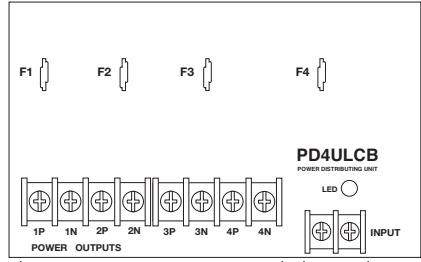 F1 F2 F3 F4
PD4ULCB
POWER DISTRIBUTING UNIT
LED
1P 1N 2P 2N 3P 3N 4P 4N INPUT
POWER OUTPUTS